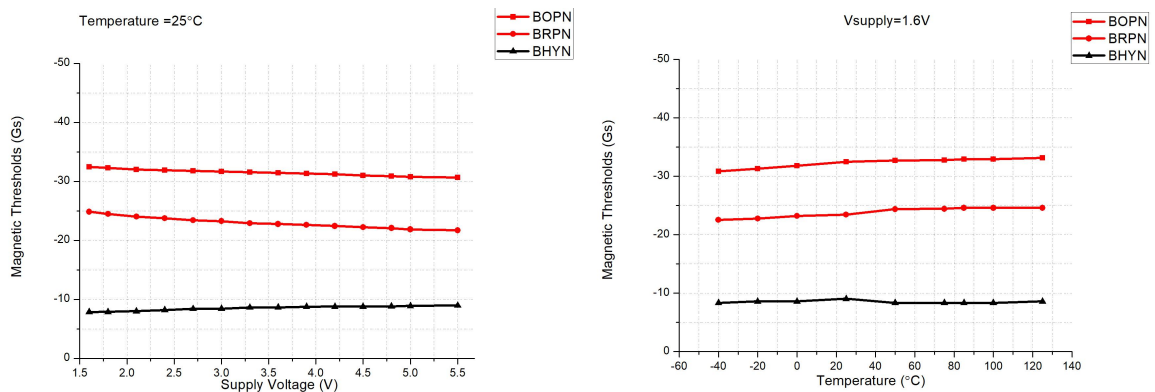 Temperature =25°C
BOPN
BRPN
BHYN
Magnetic Thresholds (Gs)
-50
-40
-30
-20
-10
0
1.5 2.0 2.5 3.0 3.5 4.0 4.5 5.0 5.5
Supply Voltage (V)
Vsupply=1.6V
BOPN
BRPN
BHYN
Magnetic Thresholds (Gs)
-50
-40
-30
-20
-10
0
-60 -40 -20 0 20 40 60 80 100 120 140
Temperature (°C)